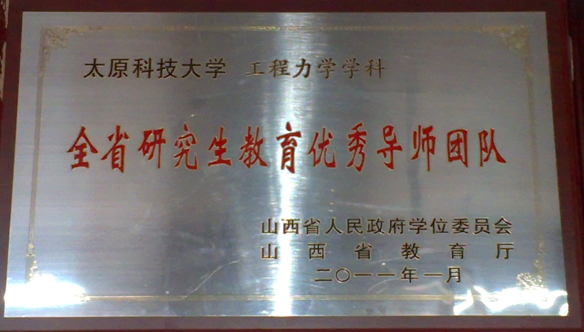 太原科技大学 工程力学学科
全省研究生教育优秀导师团队
山西省人民政府学位委员会
山西省教育厅
二〇一一年一月